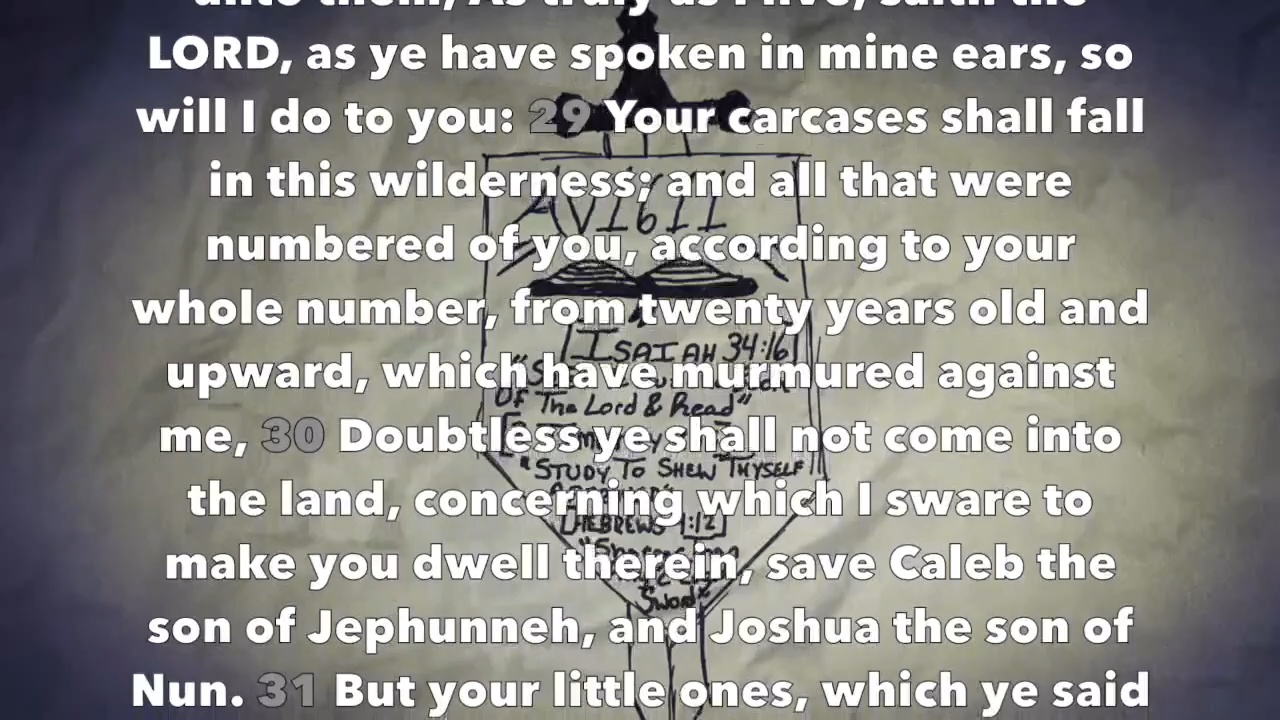 unto them, As truly as I live, saith the
LORD, as ye have spoken in mine ears, so
will I do to you: 29 Your carcases shall fall
in this wilderness; and all that were
numbered of you, according to your
whole number, from twenty years old and
upward, which have murmured against
me, 30 Doubtless ye shall not come into
the land, concerning which I sware to
make you dwell therein, save Caleb the
son of Jephunneh, and Joshua the son of
Nun. 31 But your little ones, which ye said
AV1611
[ISAIAH 34:16]
Of The Lord & Read"
"STUDY TO SHEW THYSELF
[HEBREWS
Sword"